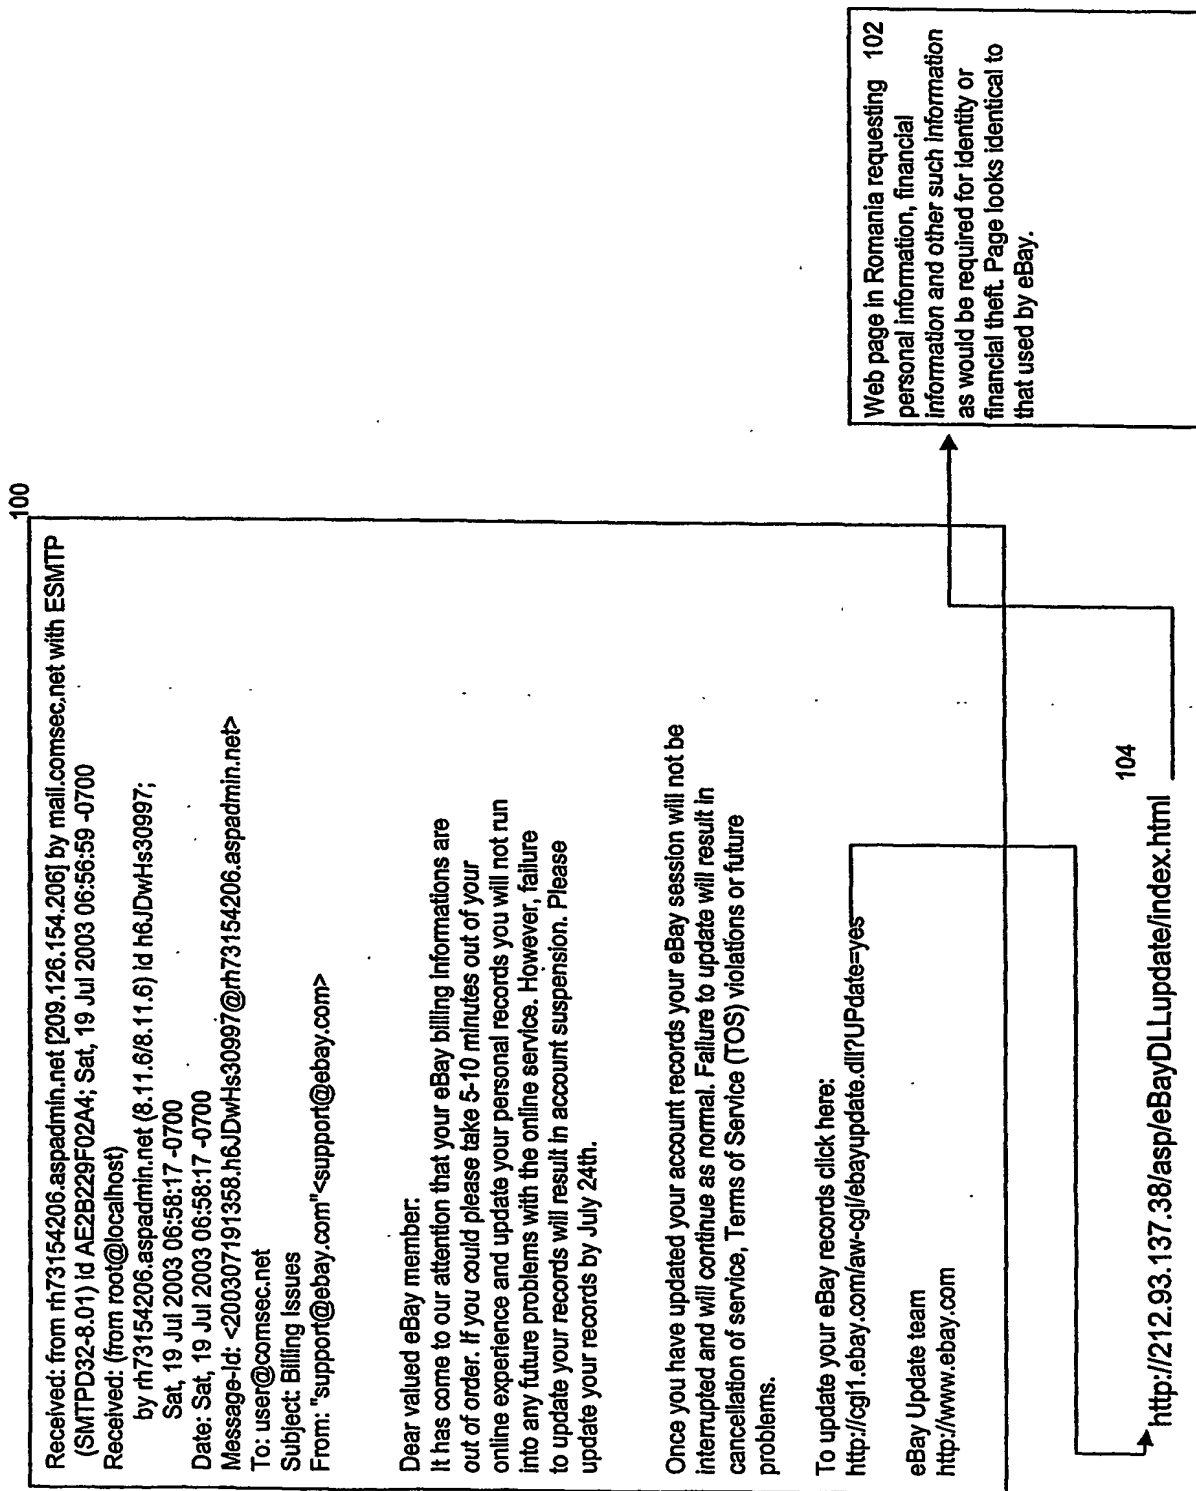 100
Received: from rh73154206.aspadmin.net [209.126.154.206] by mail.comsec.net with ESMTP
(SMTPD32-8.01) id AE2B229F02A4; Sat, 19 Jul 2003 06:56:59 -0700
Received: (from root@localhost)
by rh73154206.aspadmin.net (8.11.6/8.11.6) id h6JDwHs30997;
Sat, 19 Jul 2003 06:58:17 -0700
Date: Sat, 19 Jul 2003 06:58:17 -0700
Message-Id: <200307191358.h6JDwHs30997@rh73154206.aspadmin.net>
To: user@comsec.net
Subject: Billing Issues
From: "support@ebay.com"<support@ebay.com>
Dear valued eBay member:
It has come to our attention that your eBay billing informations are
out of order. If you could please take 5-10 minutes out of your
online experience and update your personal records you will not run
into any future problems with the online service. However, failure
to update your records will result in account suspension. Please
update your records by July 24th.
Once you have updated your account records your eBay session will not be
interrupted and will continue as normal. Failure to update will result in
cancellation of service, Terms of Service (TOS) violations or future
problems.
To update your eBay records click here:
http://cgi1.ebay.com/aw-cgi/ebayupdate.dll?UPdate=yes
eBay Update team
http://www.ebay.com
104
http://212.93.137.38/asp/eBayDLLupdate/index.html
Web page in Romania requesting 102
personal information, financial
information and other such information
as would be required for identity or
financial theft. Page looks identical to
that used by eBay.